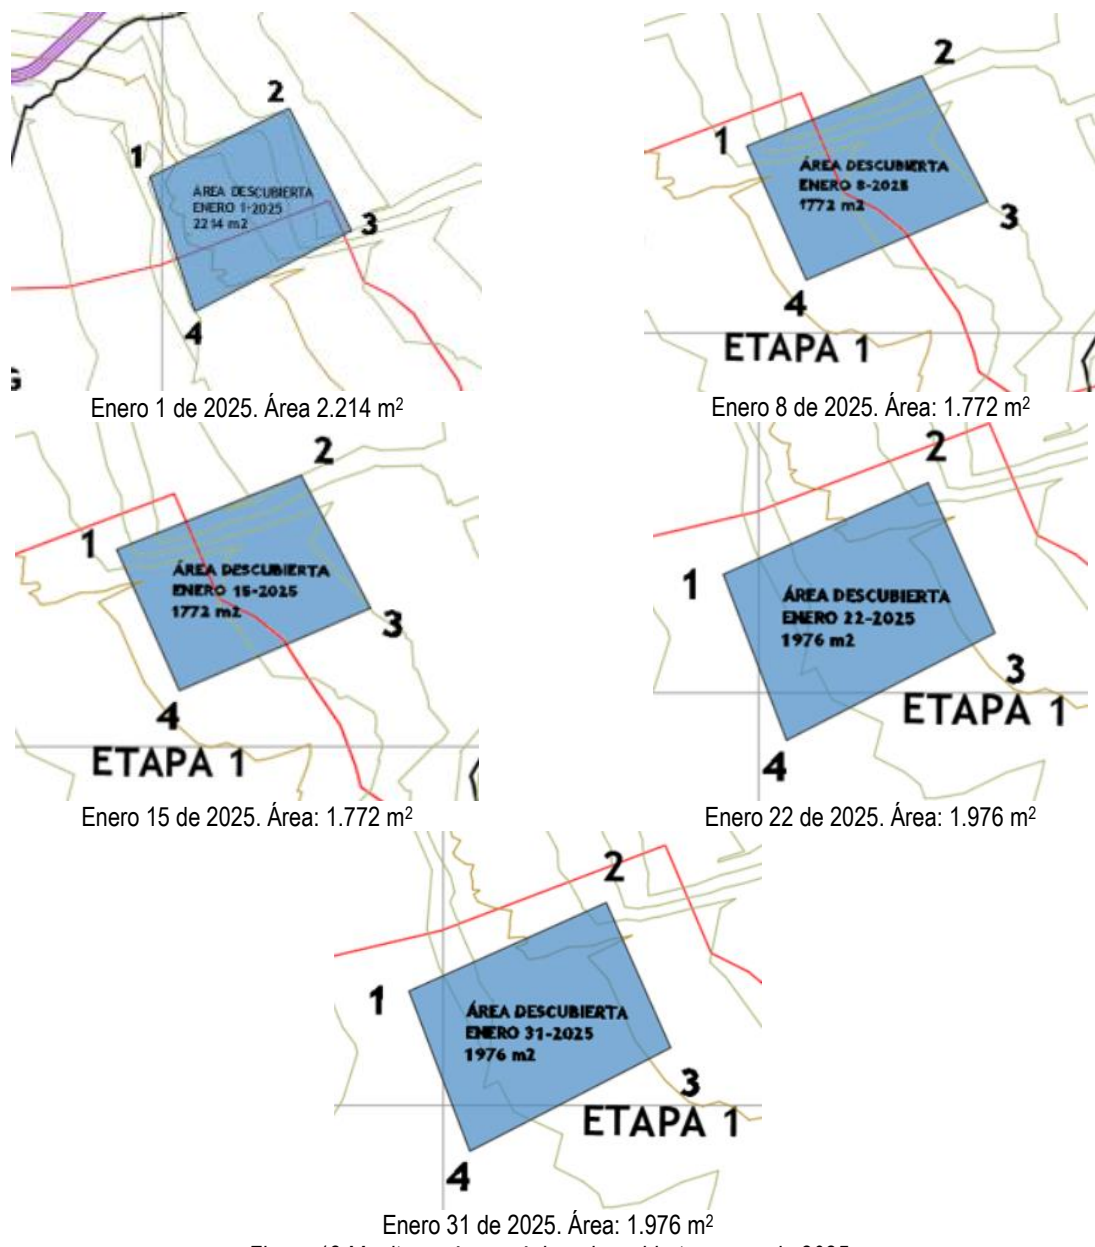 2
1
ÁREA DESCUBIERTA
ENERO 1-2025
2214 m2
3
4
G
Enero 1 de 2025. Área 2.214 m2
2
1
ÁREA DESCUBIERTA
ENERO 8-2025
1772 m2
3
4
ETAPA 1
Enero 8 de 2025. Área: 1.772 m2
2
1
ÁREA DESCUBIERTA
ENERO 15-2025
1772 m2
3
4
ETAPA 1
Enero 15 de 2025. Área: 1.772 m2
2
1
ÁREA DESCUBIERTA
ENERO 22-2025
1976 m2
3
ETAPA 1
4
Enero 22 de 2025. Área: 1.976 m2
2
1
ÁREA DESCUBIERTA
ENERO 31-2025
1976 m2
3
ETAPA 1
4
Enero 31 de 2025. Área: 1.976 m2